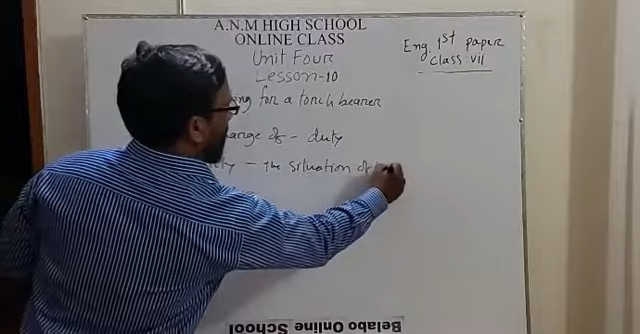 A.N.M HIGH SCHOOL
ONLINE CLASS
Eng. 1st paper
Class: VII
Unit Four
Lesson-10
for a torch bearer
of - duty
- the situation of
Belabo Online School